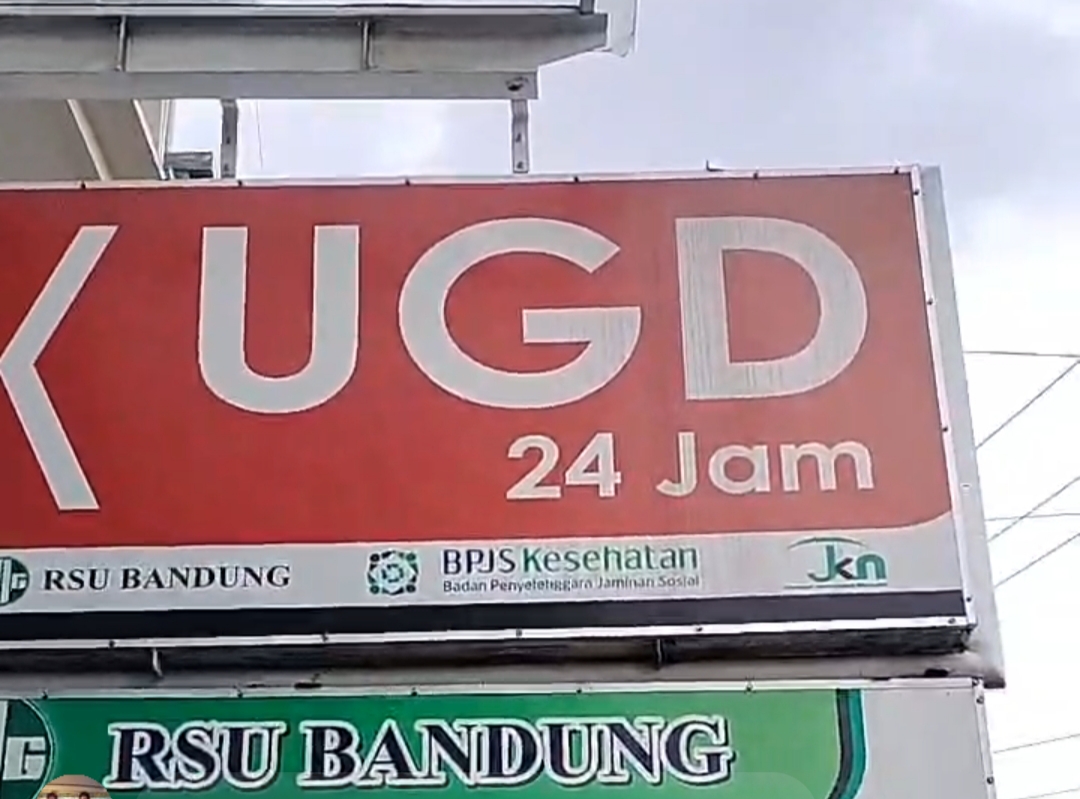 UGD
24 Jam
RSU BANDUNG
BPJS Kesehatan
Badan Penyelenggara Jaminan Sosial
Jkn
RSU BANDUNG